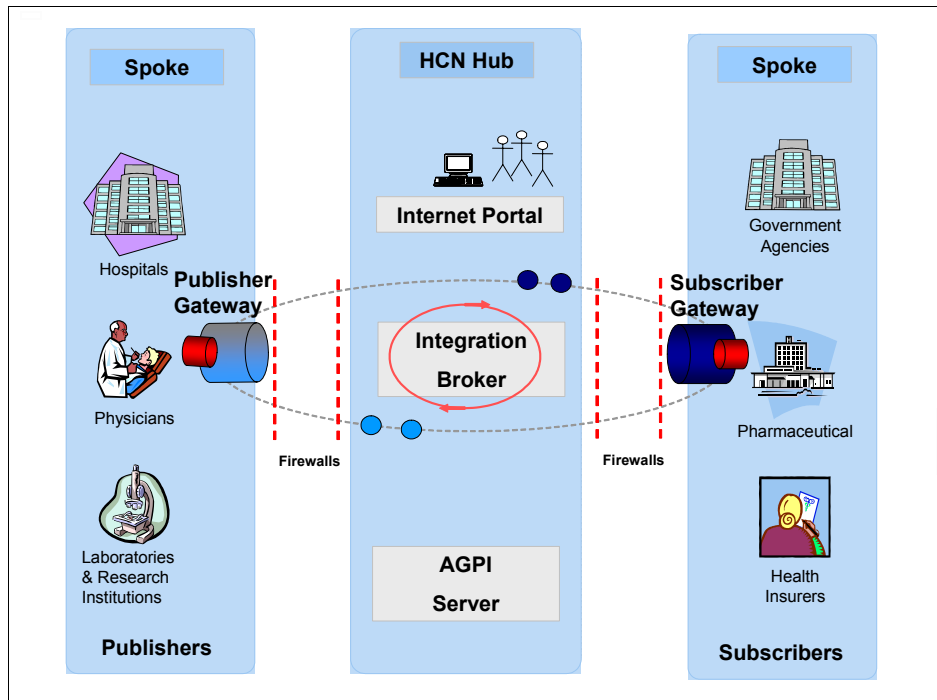 Spoke
HCN Hub
Spoke
Internet Portal
Hospitals
Government
Agencies
Publisher
Gateway
Subscriber
Gateway
Integration
Broker
Physicians
Pharmaceutical
Firewalls
Firewalls
Laboratories
& Research
Institutions
AGPI
Server
Health
Insurers
Publishers
Subscribers